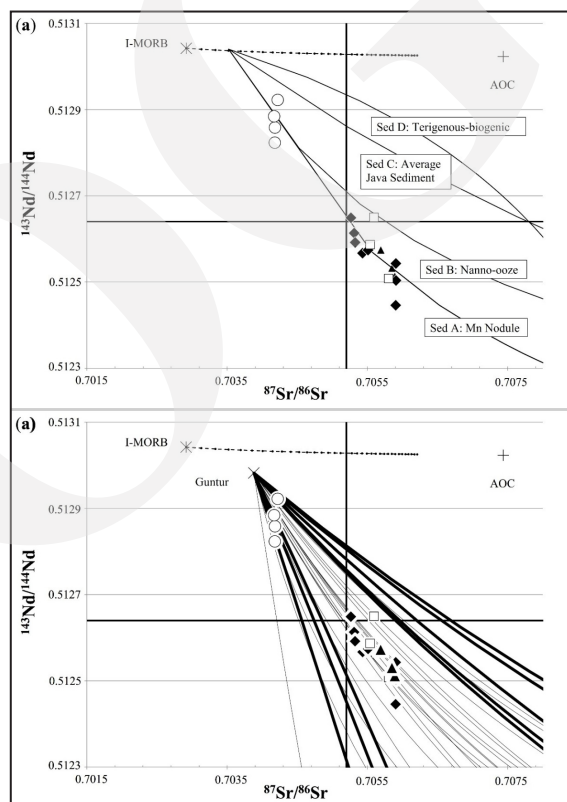 (a)
0.5131
I-MORB
AOC
Sed D: Terigenous-biogenic
0.5129
Sed C: Average
Java Sediment
¹⁴³Nd/¹⁴⁴Nd
0.5127
Sed B: Nanno-ooze
0.5125
Sed A: Mn Nodule
0.5123
0.7015
0.7035
0.7055
0.7075
⁸⁷Sr/⁸⁶Sr
(a)
0.5131
I-MORB
Guntur
AOC
0.5129
¹⁴³Nd/¹⁴⁴Nd
0.5127
0.5125
0.5123
0.7015
0.7035
0.7055
0.7075
⁸⁷Sr/⁸⁶Sr